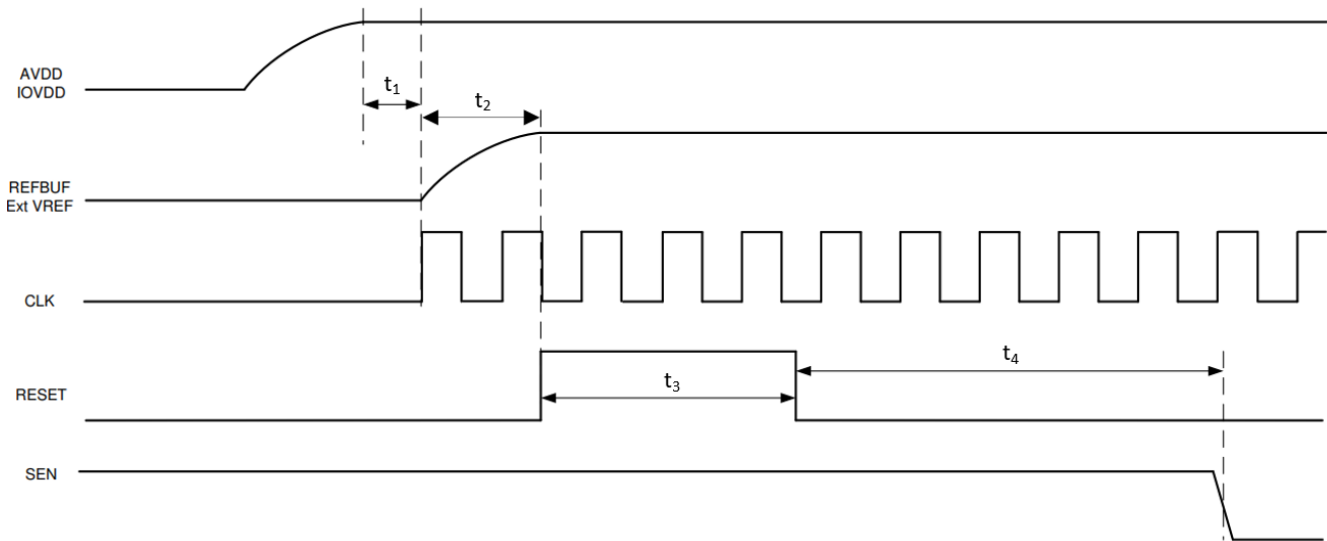 AVDD
IOVDD
t₁
t₂
REFBUF
Ext VREF
CLK
RESET
t₃
t₄
SEN